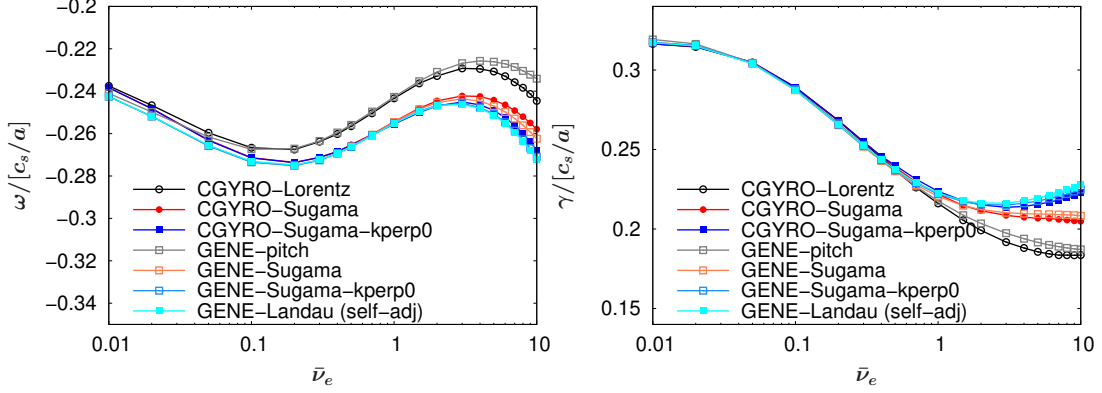 −0.2
−0.22
−0.24
−0.26
−0.28
−0.3
−0.32
−0.34
0.01
0.1
1
10
ω/[c_s/a]
ν̄_e
CGYRO−Lorentz
CGYRO−Sugama
CGYRO−Sugama−kperp0
GENE−pitch
GENE−Sugama
GENE−Sugama−kperp0
GENE−Landau (self−adj)
0.3
0.25
0.2
0.15
0.01
0.1
1
10
γ/[c_s/a]
ν̄_e
CGYRO−Lorentz
CGYRO−Sugama
CGYRO−Sugama−kperp0
GENE−pitch
GENE−Sugama
GENE−Sugama−kperp0
GENE−Landau (self−adj)